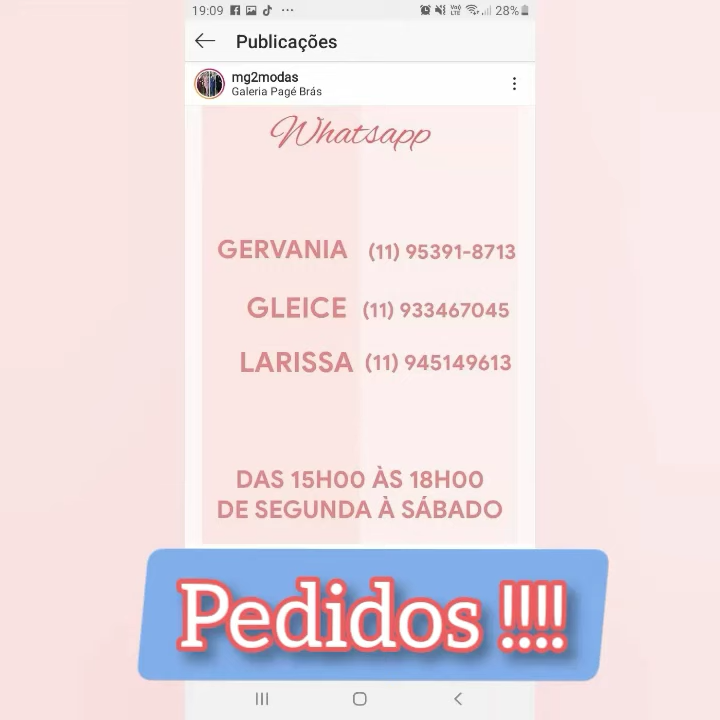 19:09 ... 28%
Publicações
mg2modas
Galeria Pagé Brás
Whatsapp
GERVANIA (11) 95391-8713
GLEICE (11) 933467045
LARISSA (11) 945149613
DAS 15H00 ÀS 18H00
DE SEGUNDA À SÁBADO
Pedidos !!!!